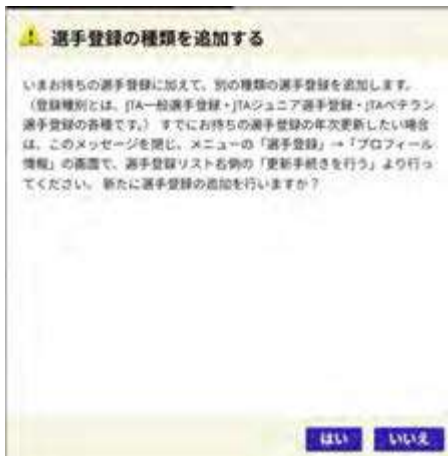 選手登録の種類を追加する
いまお持ちの選手登録に加えて、別の種類の選手登録を追加します。
（登録種別とは、JTA一般選手登録・JTAジュニア選手登録・JTAベテラン
選手登録の各種です。） すでにお持ちの選手登録の年次更新したい場合
は、このメッセージを閉じ、メニューの「選手登録」→「プロフィール
情報」の画面で、選手登録リスト右側の「更新手続きを行う」より行っ
てください。 新たに選手登録の追加を行いますか？
はい
いいえ